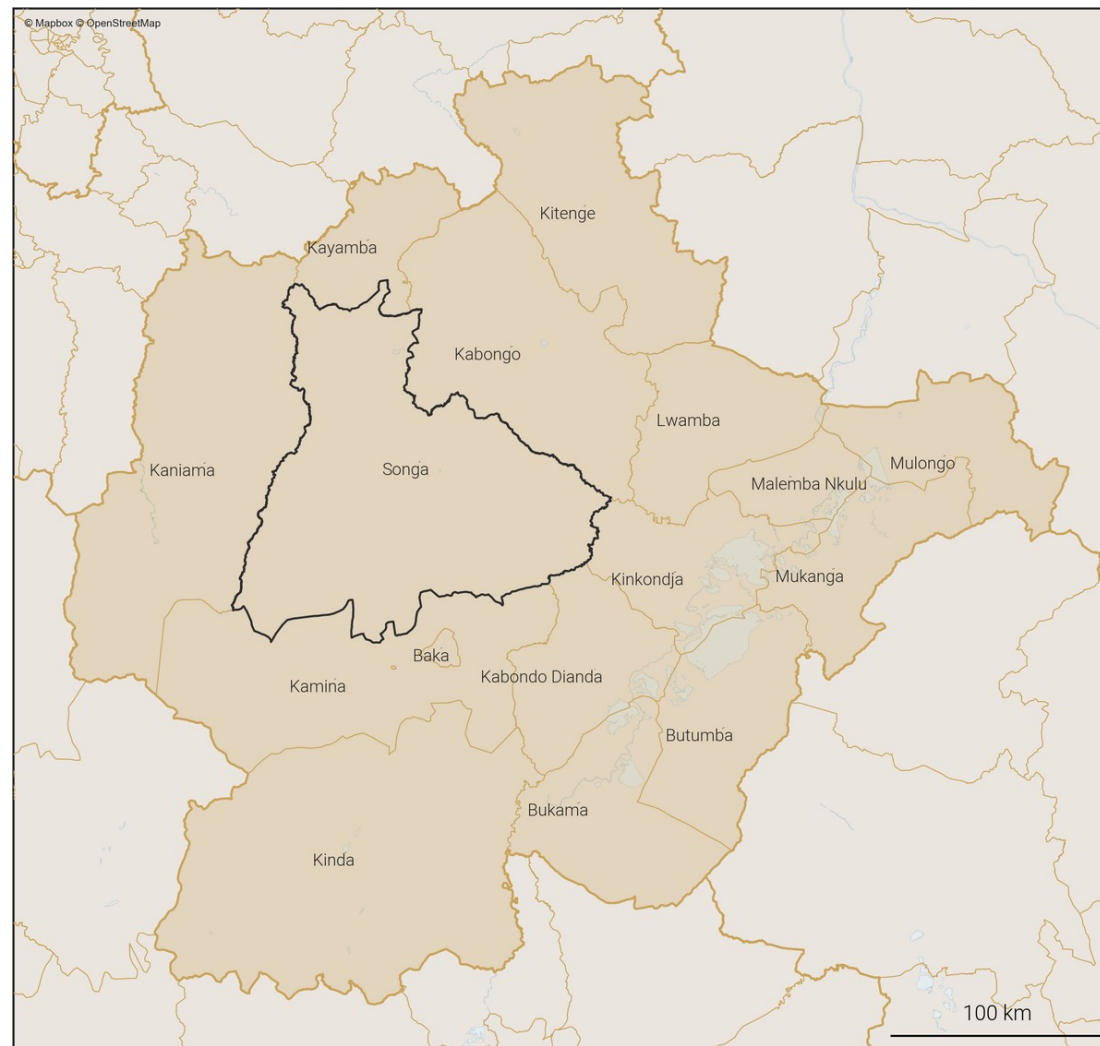 © Mapbox © OpenStreetMap
Kitenge
Kayamba
Kabongo
Lwamba
Kaniama
Songa
Mulongo
Malemba Nkulu
Kinkondja
Mukanga
Baka
Kabondo Dianda
Kamina
Butumba
Bukama
Kinda
100 km